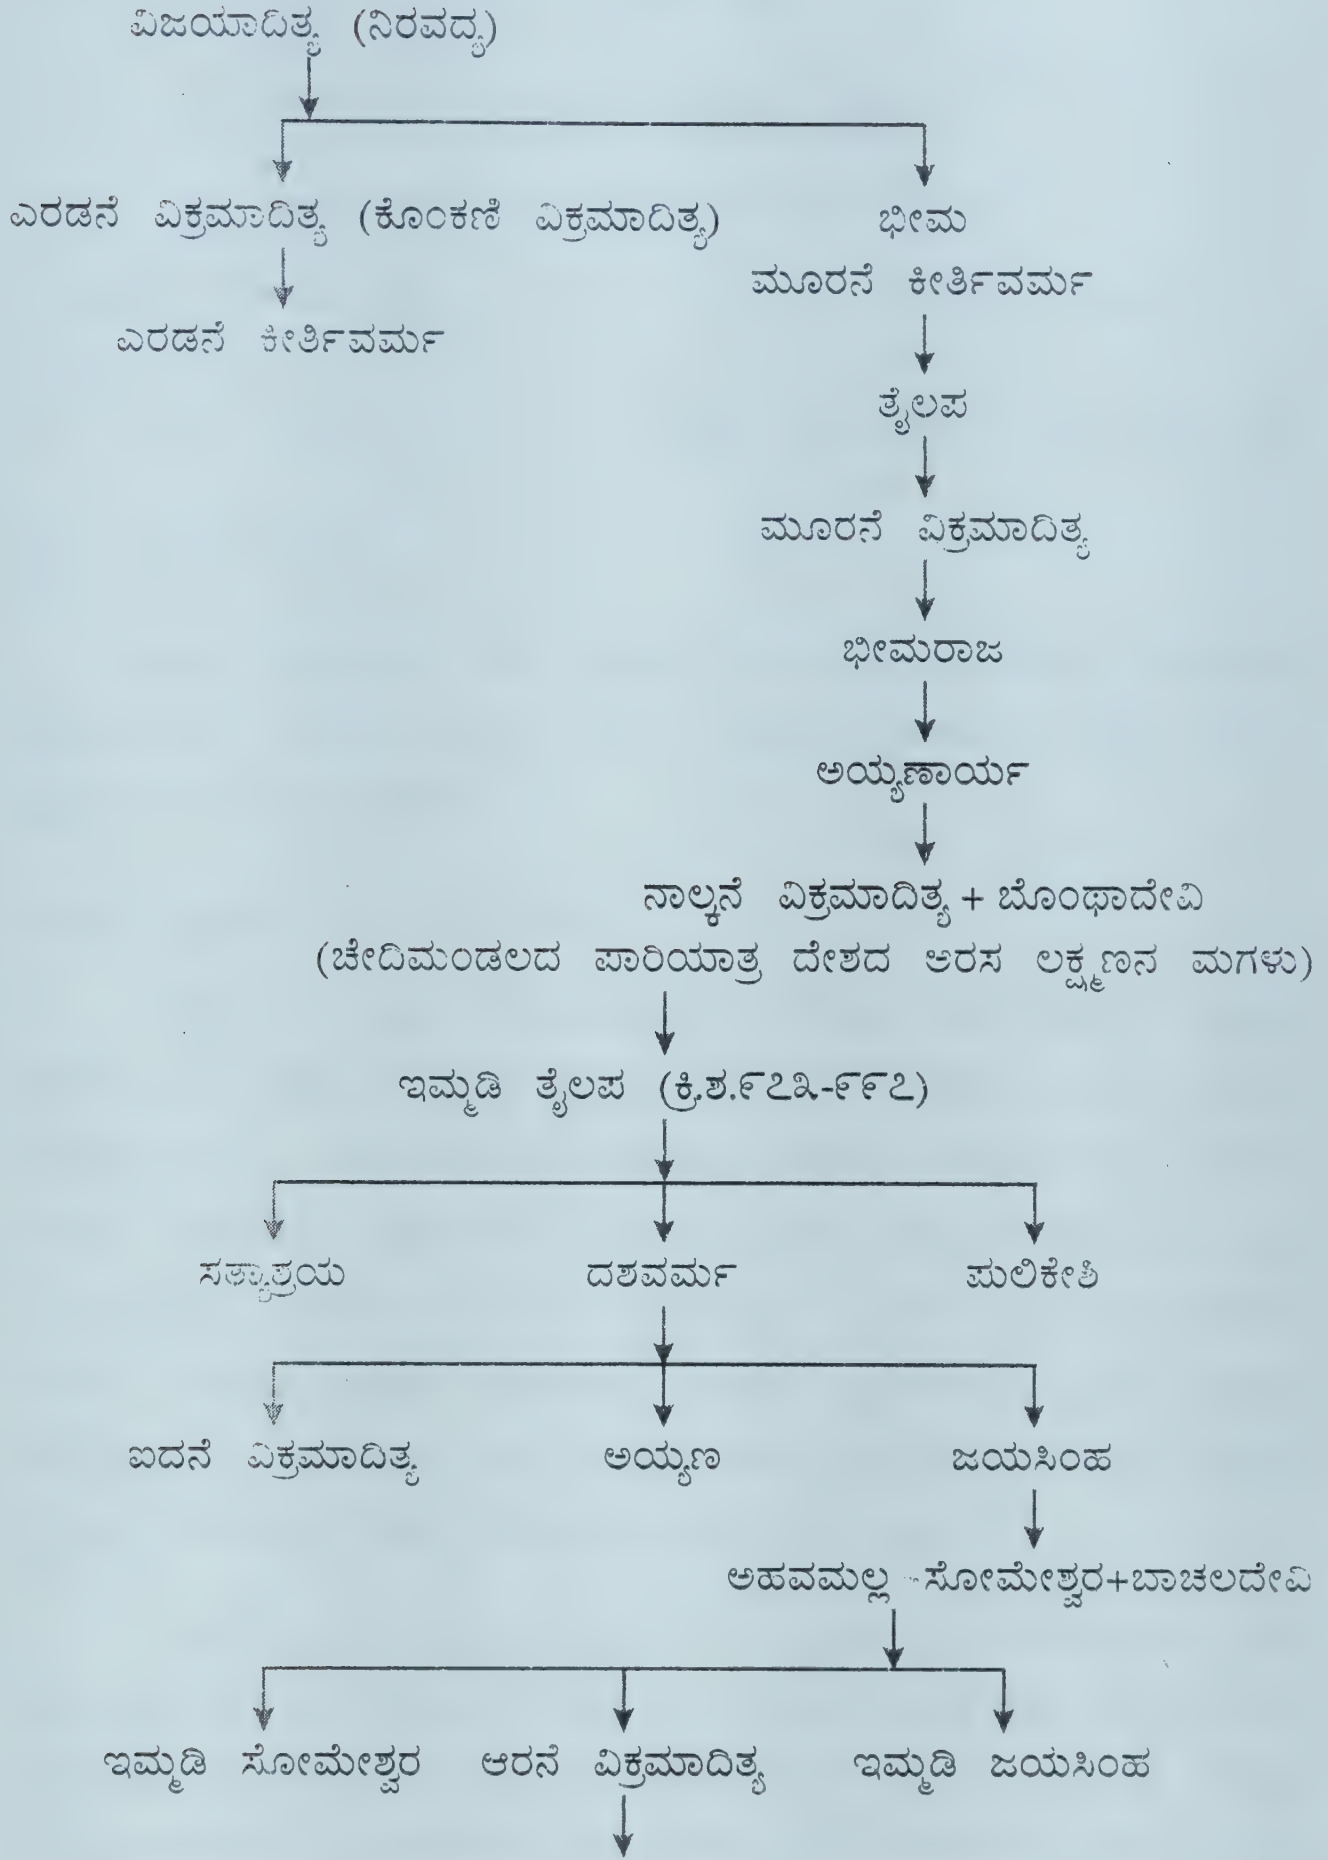 ವಿಜಯಾದಿತ್ಯ (ನಿರವದ್ಯ)
ಎರಡನೆ ವಿಕ್ರಮಾದಿತ್ಯ (ಕೊಂಕಣಿ ವಿಕ್ರಮಾದಿತ್ಯ) ಭೀಮ
ಮೂರನೆ ಕೀರ್ತಿವರ್ಮ
ಎರಡನೆ ಕೀರ್ತಿವರ್ಮ
ತೈಲಪ
ಮೂರನೆ ವಿಕ್ರಮಾದಿತ್ಯ
ಭೀಮರಾಜ
ಅಯ್ಯಣಾರ್ಯ
ನಾಲ್ಕನೆ ವಿಕ್ರಮಾದಿತ್ಯ + ಬೊಂಥಾದೇವಿ
(ಚೇದಿಮಂಡಲದ ಪಾರಿಯಾತ್ರ ದೇಶದ ಅರಸ ಲಕ್ಷ್ಮಣನ ಮಗಳು)
ಇಮ್ಮಡಿ ತೈಲಪ (ಕ್ರಿ.ಶ.೯೭೩-೯೯೭)
ಸತ್ಯಾಶ್ರಯ ದಶವರ್ಮ ಪುಲಿಕೇಶಿ
ಐದನೆ ವಿಕ್ರಮಾದಿತ್ಯ ಅಯ್ಯಣ ಜಯಸಿಂಹ
ಅಹವಮಲ್ಲ ಸೋಮೇಶ್ವರ+ಬಾಚಲದೇವಿ
ಇಮ್ಮಡಿ ಸೋಮೇಶ್ವರ ಆರನೆ ವಿಕ್ರಮಾದಿತ್ಯ ಇಮ್ಮಡಿ ಜಯಸಿಂಹ